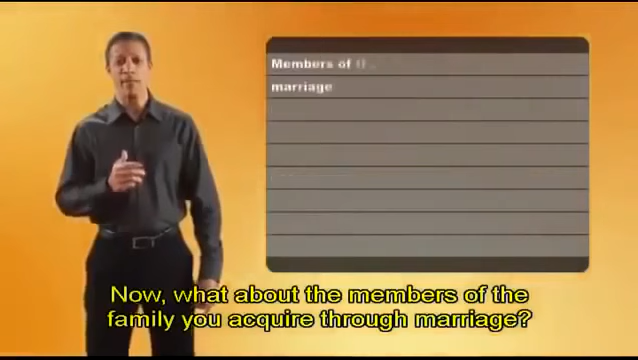 Members of
marriage
Now, what about the members of the
family you acquire through marriage?